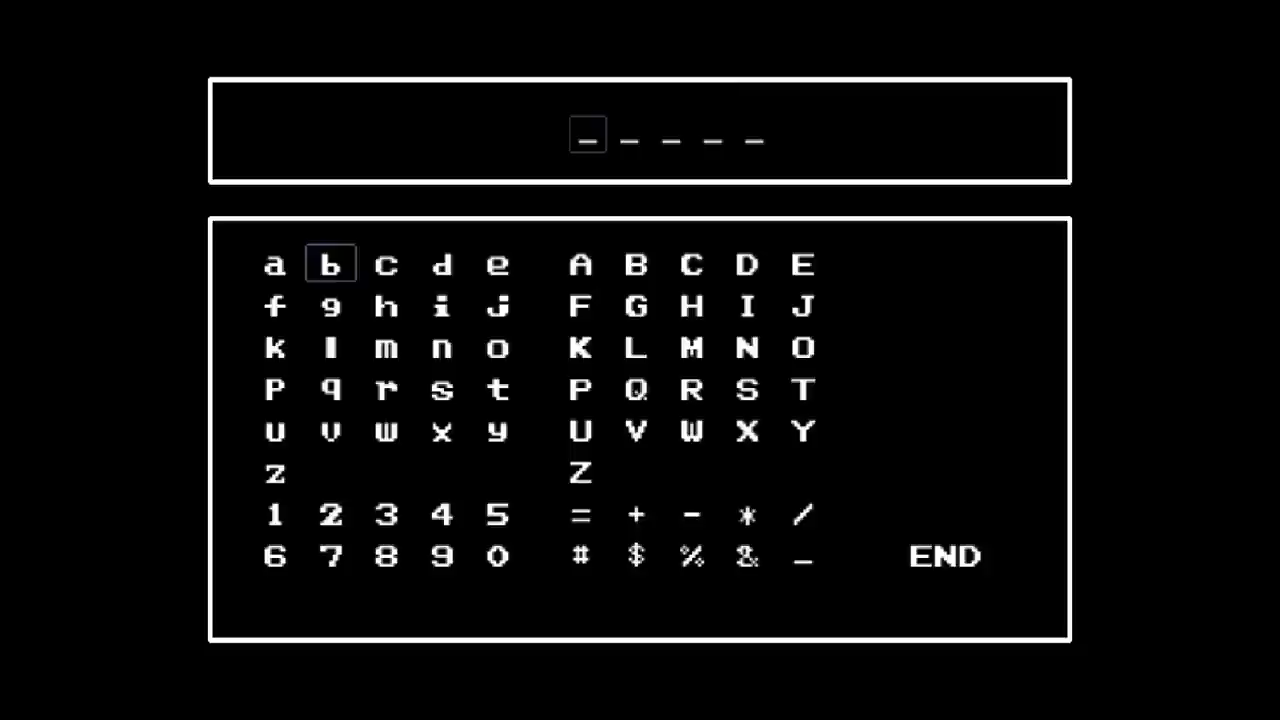 _ _ _ _ _
a b c d e A B C D E
f g h i j F G H I J
k l m n o K L M N O
p q r s t P Q R S T
u v w x y U V W X Y
z Z
1 2 3 4 5 = + - * /
6 7 8 9 0 # $ % & _ END